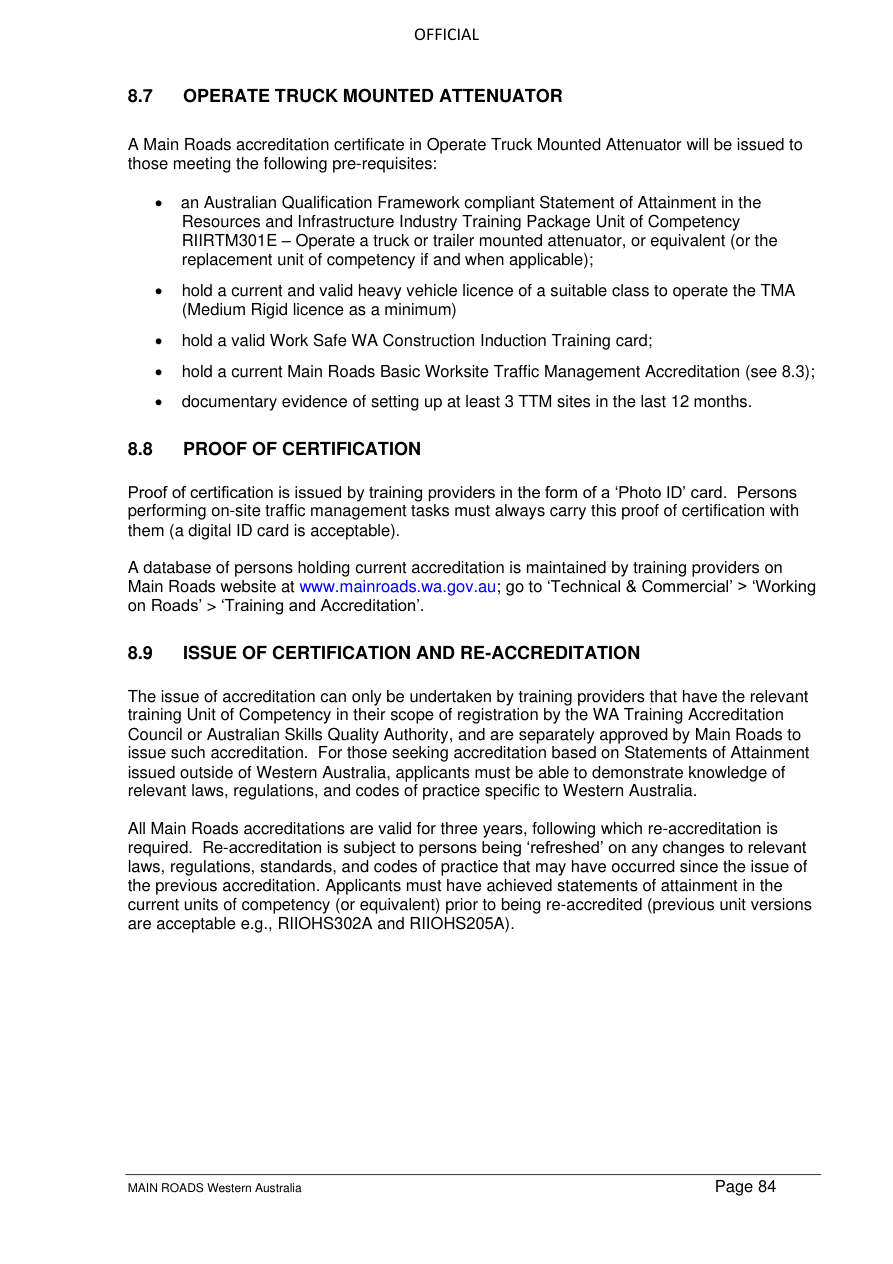 OFFICIAL
8.7 OPERATE TRUCK MOUNTED ATTENUATOR
A Main Roads accreditation certificate in Operate Truck Mounted Attenuator will be issued to
those meeting the following pre-requisites:
• an Australian Qualification Framework compliant Statement of Attainment in the
Resources and Infrastructure Industry Training Package Unit of Competency
RIIRTM301E – Operate a truck or trailer mounted attenuator, or equivalent (or the
replacement unit of competency if and when applicable);
• hold a current and valid heavy vehicle licence of a suitable class to operate the TMA
(Medium Rigid licence as a minimum)
• hold a valid Work Safe WA Construction Induction Training card;
• hold a current Main Roads Basic Worksite Traffic Management Accreditation (see 8.3);
• documentary evidence of setting up at least 3 TTM sites in the last 12 months.
8.8 PROOF OF CERTIFICATION
Proof of certification is issued by training providers in the form of a ‘Photo ID’ card.  Persons
performing on-site traffic management tasks must always carry this proof of certification with
them (a digital ID card is acceptable).
A database of persons holding current accreditation is maintained by training providers on
Main Roads website at www.mainroads.wa.gov.au; go to ‘Technical & Commercial’ > ‘Working
on Roads’ > ‘Training and Accreditation’.
8.9 ISSUE OF CERTIFICATION AND RE-ACCREDITATION
The issue of accreditation can only be undertaken by training providers that have the relevant
training Unit of Competency in their scope of registration by the WA Training Accreditation
Council or Australian Skills Quality Authority, and are separately approved by Main Roads to
issue such accreditation.  For those seeking accreditation based on Statements of Attainment
issued outside of Western Australia, applicants must be able to demonstrate knowledge of
relevant laws, regulations, and codes of practice specific to Western Australia.
All Main Roads accreditations are valid for three years, following which re-accreditation is
required.  Re-accreditation is subject to persons being ‘refreshed’ on any changes to relevant
laws, regulations, standards, and codes of practice that may have occurred since the issue of
the previous accreditation. Applicants must have achieved statements of attainment in the
current units of competency (or equivalent) prior to being re-accredited (previous unit versions
are acceptable e.g., RIIOHS302A and RIIOHS205A).
MAIN ROADS Western Australia Page 84